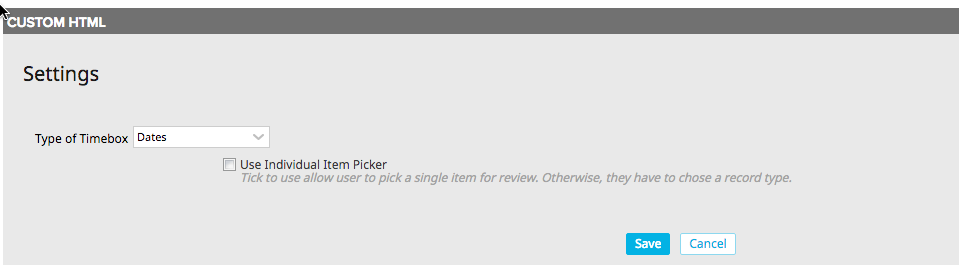 CUSTOM HTML
Settings
Type of Timebox Dates
Use Individual Item Picker
Tick to use allow user to pick a single item for review. Otherwise, they have to chose a record type.
Save Cancel